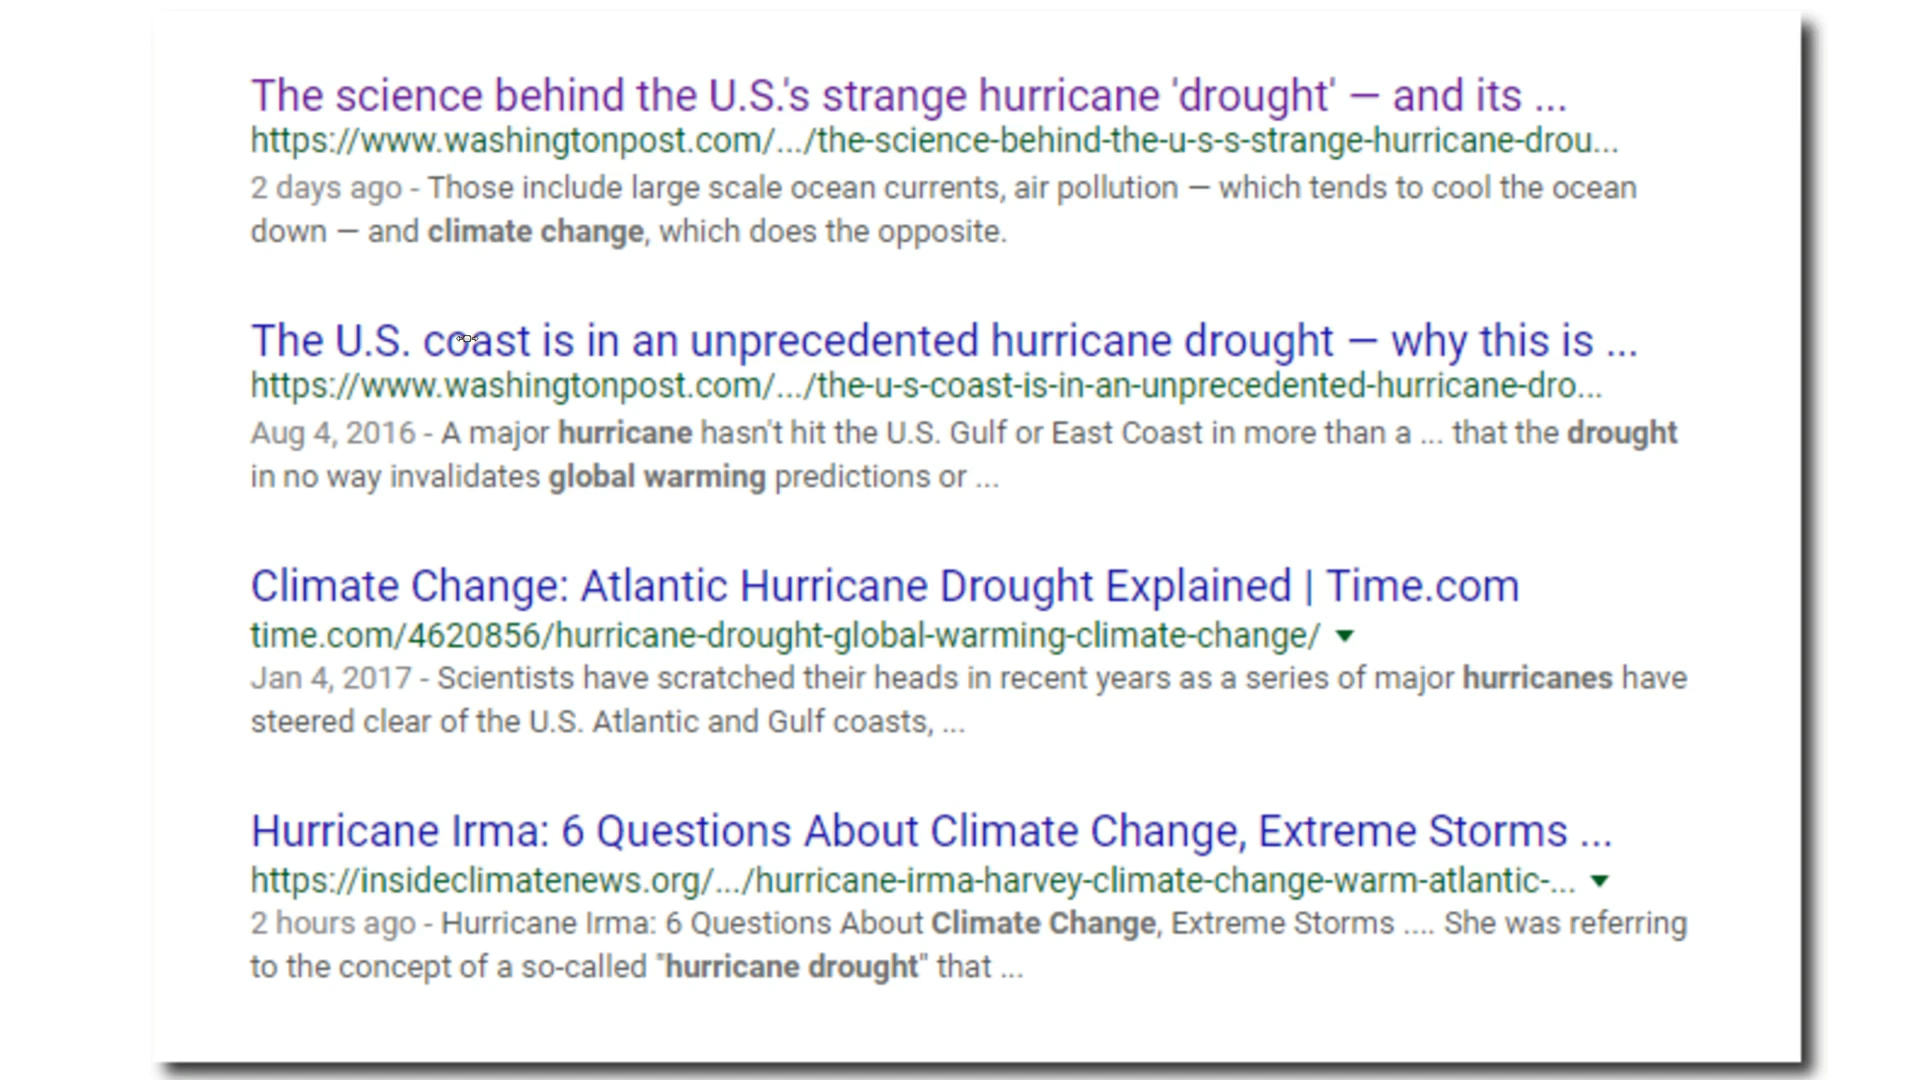 The science behind the U.S.'s strange hurricane 'drought' — and its ...
https://www.washingtonpost.com/.../the-science-behind-the-u-s-s-strange-hurricane-drou...
2 days ago - Those include large scale ocean currents, air pollution — which tends to cool the ocean
down — and climate change, which does the opposite.
The U.S. coast is in an unprecedented hurricane drought — why this is ...
https://www.washingtonpost.com/.../the-u-s-coast-is-in-an-unprecedented-hurricane-dro...
Aug 4, 2016 - A major hurricane hasn't hit the U.S. Gulf or East Coast in more than a ... that the drought
in no way invalidates global warming predictions or ...
Climate Change: Atlantic Hurricane Drought Explained | Time.com
time.com/4620856/hurricane-drought-global-warming-climate-change/
Jan 4, 2017 - Scientists have scratched their heads in recent years as a series of major hurricanes have
steered clear of the U.S. Atlantic and Gulf coasts, ...
Hurricane Irma: 6 Questions About Climate Change, Extreme Storms ...
https://insideclimatenews.org/.../hurricane-irma-harvey-climate-change-warm-atlantic-...
2 hours ago - Hurricane Irma: 6 Questions About Climate Change, Extreme Storms .... She was referring
to the concept of a so-called "hurricane drought" that ...